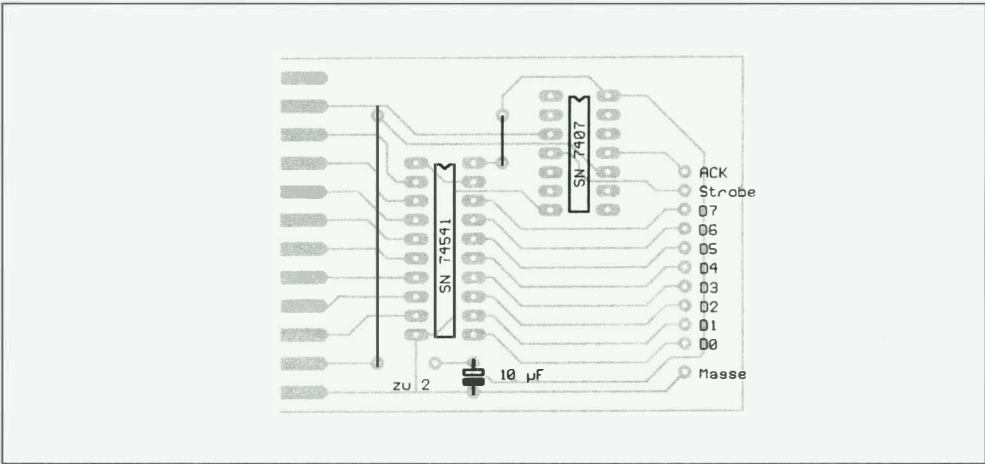 SN 7407
SN 74541
ACK
Strobe
D7
D6
D5
D4
D3
D2
D1
D0
Masse
10 µF
zu 2